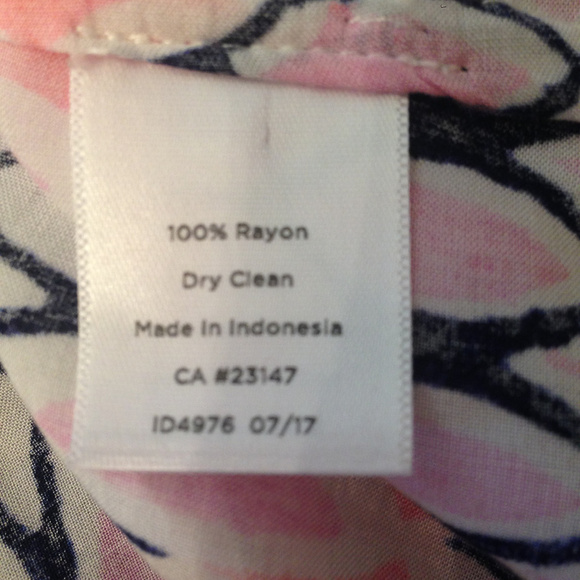 100% Rayon
Dry Clean
Made In Indonesia
CA #23147
ID4976 07/17